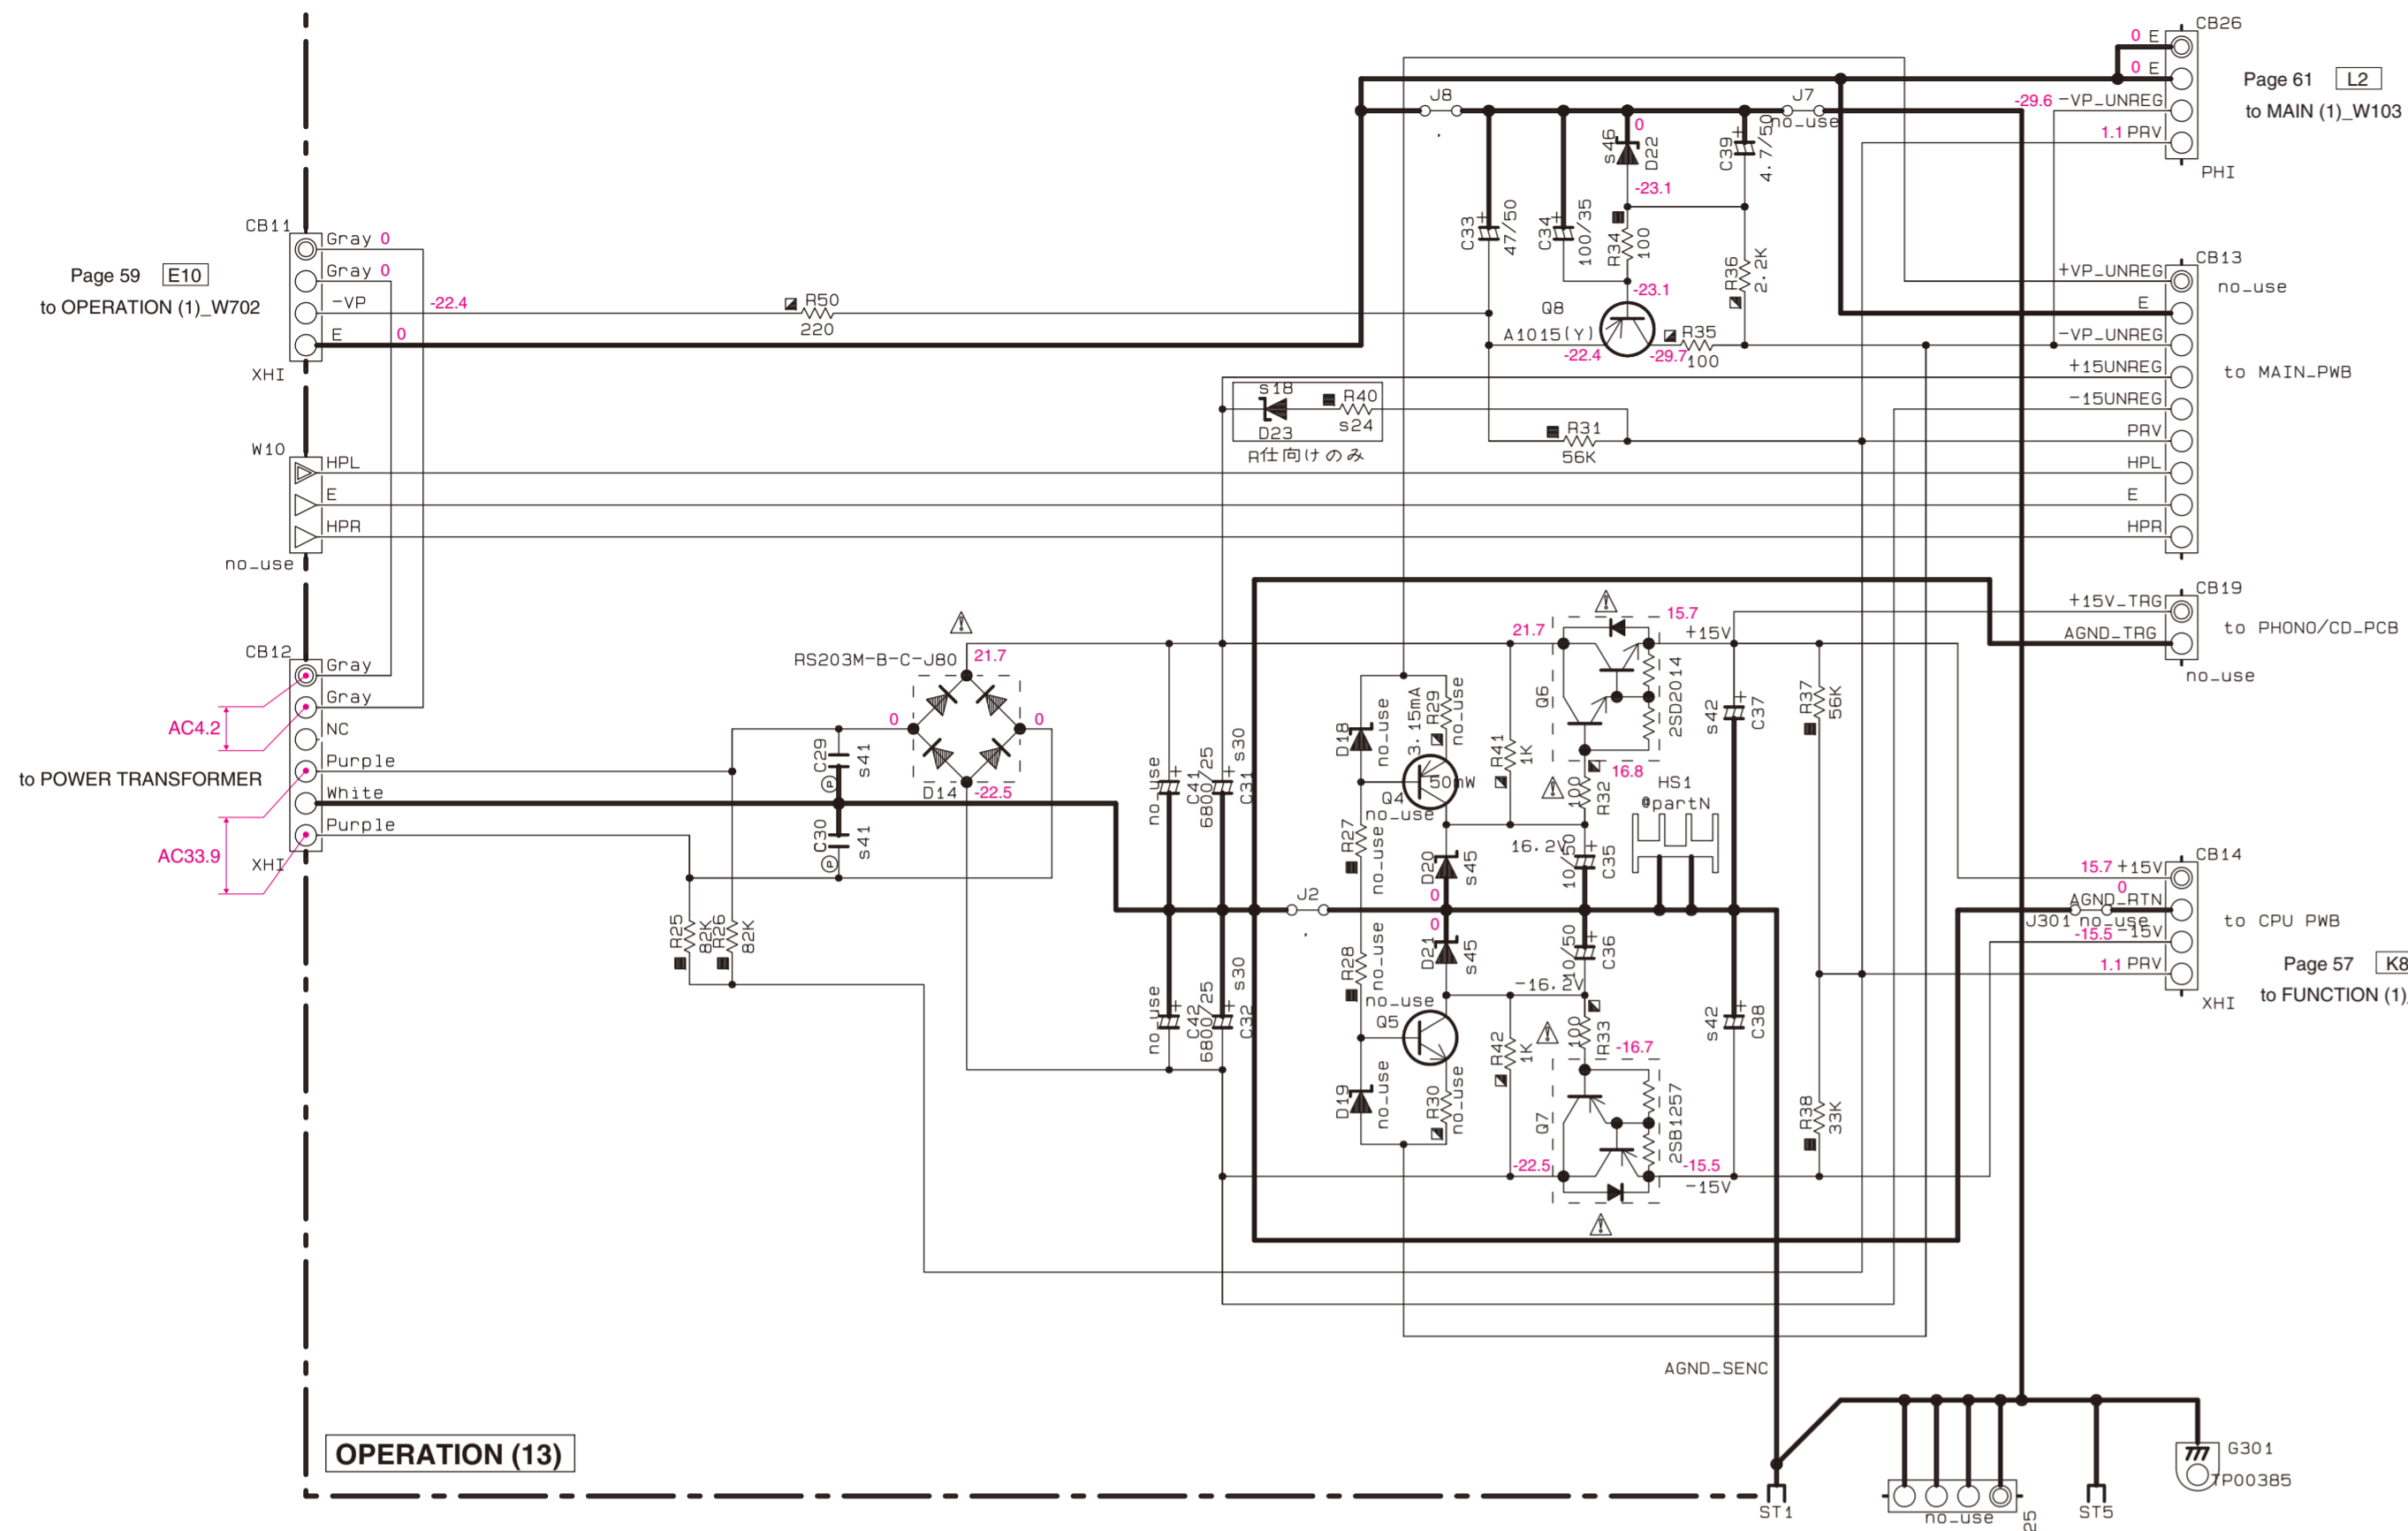 CB26
0 E
0 E
Page 61 L2
-29.6 -VP_UNREG
to MAIN (1)_W103
1.1 PRV
PHI
J8
J7
no_use
0
s46
D22
C39
4.7/50
-23.1
C33
47/50
C34
100/35
R34
100
R36
2.2K
-23.1
Q8
A1015(Y)
-22.4
-29.7
R35
100
CB11
Gray 0
Gray 0
-VP -22.4
E 0
XHI
Page 59 E10
to OPERATION (1)_W702
R50
220
CB13
no_use
+VP_UNREG
E
-VP_UNREG
+15UNREG
-15UNREG
PRV
HPL
E
HPR
to MAIN_PWB
s18
D23
R40
s24
R仕向けのみ
R31
56K
W10
HPL
E
HPR
no_use
CB19
+15V_TRG
AGND_TRG
to PHONO/CD_PCB
no_use
CB12
Gray
Gray
NC
Purple
White
Purple
XHI
AC4.2
AC33.9
to POWER TRANSFORMER
RS203M-B-C-J80
21.7
0
0
D14
-22.5
C29
s41
P
C30
s41
P
R25
82K
R26
82K
no_use
C41
6800/25
s30
C31
no_use
C42
6800/25
s30
C32
J2
D18
no_use
3.15mA
R29
no_use
50mW
Q4
no_use
R27
no_use
D20
s45
0
0
D21
s45
R28
no_use
no_use
Q5
D19
no_use
R30
no_use
R41
1K
R42
1K
21.7
15.7
+15V
Q6
2SD2014
16.8
100
R32
16.2V
10/50
C35
HS1
@partN
10/50
C36
-16.2V
100
R33
-16.7
Q7
2SB1257
-22.5
-15.5
-15V
s42
C37
s42
C38
R37
56K
R38
33K
CB14
15.7 +15V
0
AGND_RTN
J301 no_use
-15.5 -15V
1.1 PRV
XHI
to CPU PWB
Page 57 K8
to FUNCTION (1)
AGND_SENC
OPERATION (13)
ST1
no_use
25
ST5
G301
TP00385